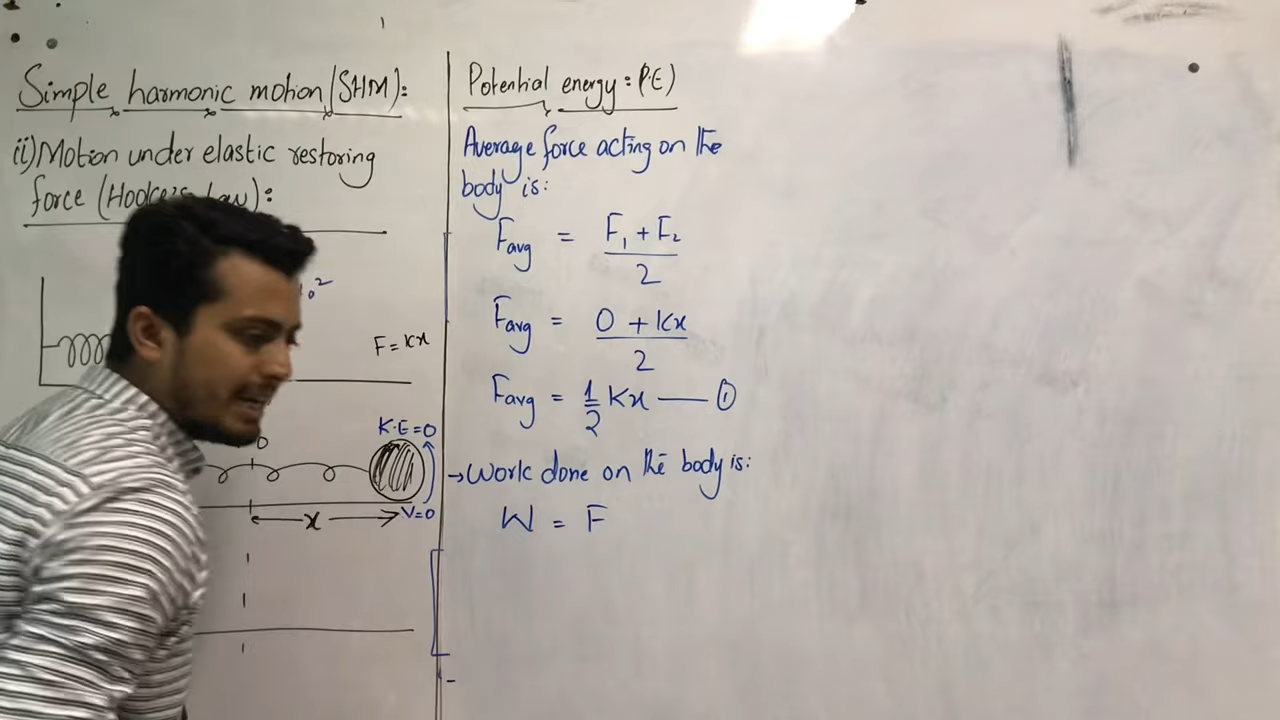 Simple harmonic motion (SHM):
ii) Motion under elastic restoring
force (Hooke's Law):
F = Kx
K.E=0
O
x
V=0
Potential energy: P.E)
Average force acting on the
body is:
Favg = F₁ + F₂
2
Favg = 0 + Kx
2
Favg = 1/2 Kx — ①
→ Work done on the body is:
W = F